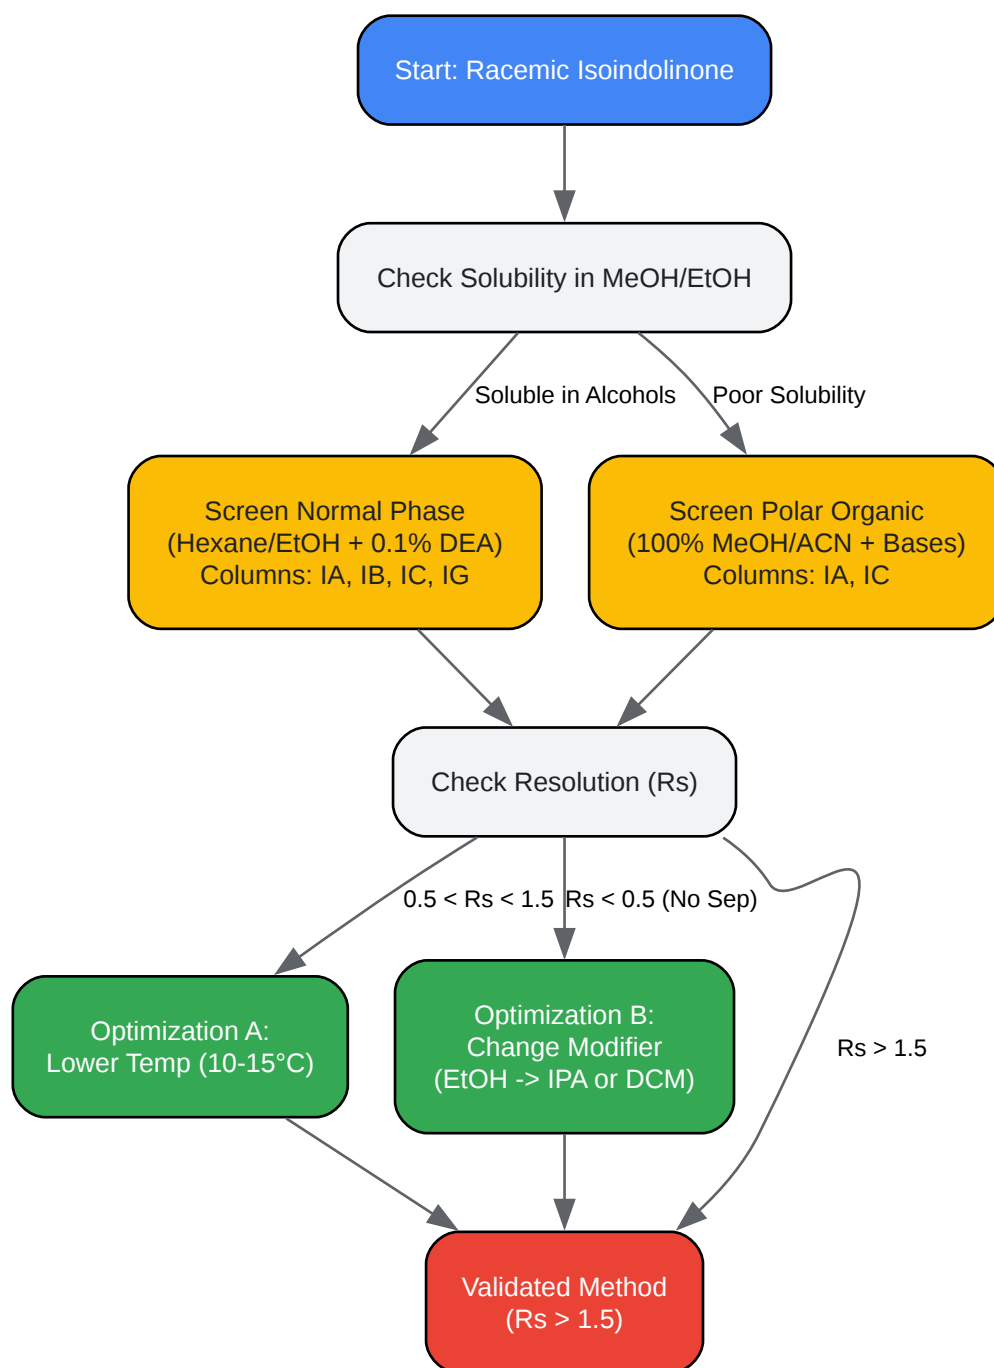 Start: Racemic Isoindolinone
Check Solubility in MeOH/EtOH
Soluble in Alcohols
Poor Solubility
Screen Normal Phase
(Hexane/EtOH + 0.1% DEA)
Columns: IA, IB, IC, IG
Screen Polar Organic
(100% MeOH/ACN + Bases)
Columns: IA, IC
Check Resolution (Rs)
0.5 < Rs < 1.5
Rs < 0.5 (No Sep)
Rs > 1.5
Optimization A:
Lower Temp (10-15°C)
Optimization B:
Change Modifier
(EtOH -> IPA or DCM)
Validated Method
(Rs > 1.5)